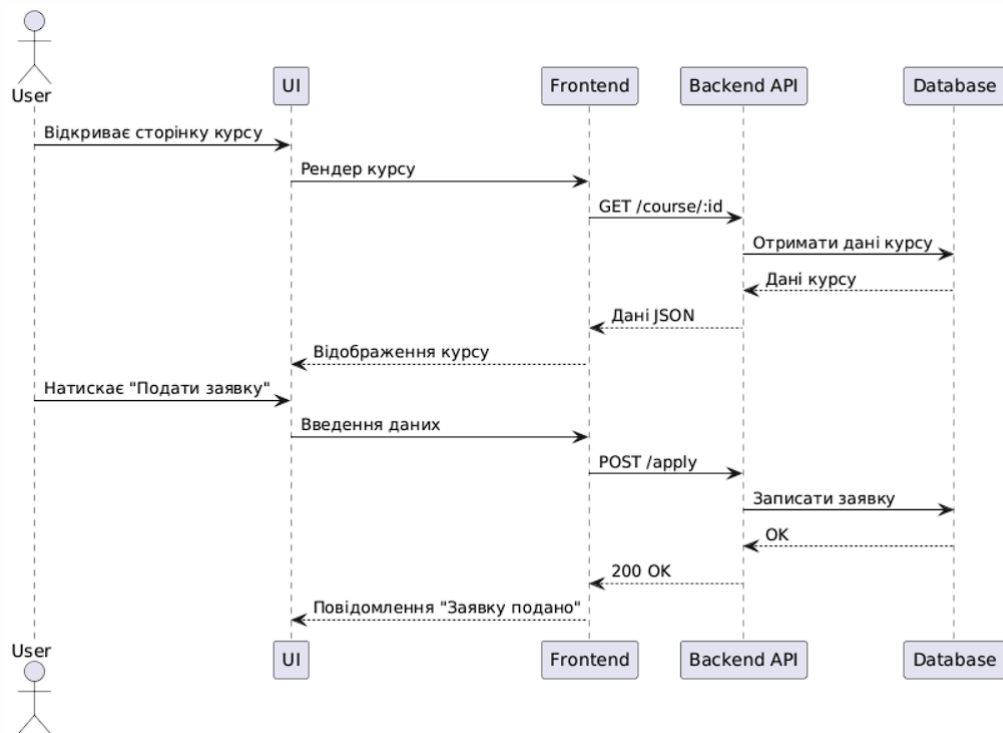 User
UI
Frontend
Backend API
Database
Відкриває сторінку курсу
Рендер курсу
GET /course/:id
Отримати дані курсу
Дані курсу
Дані JSON
Відображення курсу
Натискає "Подати заявку"
Введення даних
POST /apply
Записати заявку
OK
200 OK
Повідомлення "Заявку подано"
User
UI
Frontend
Backend API
Database